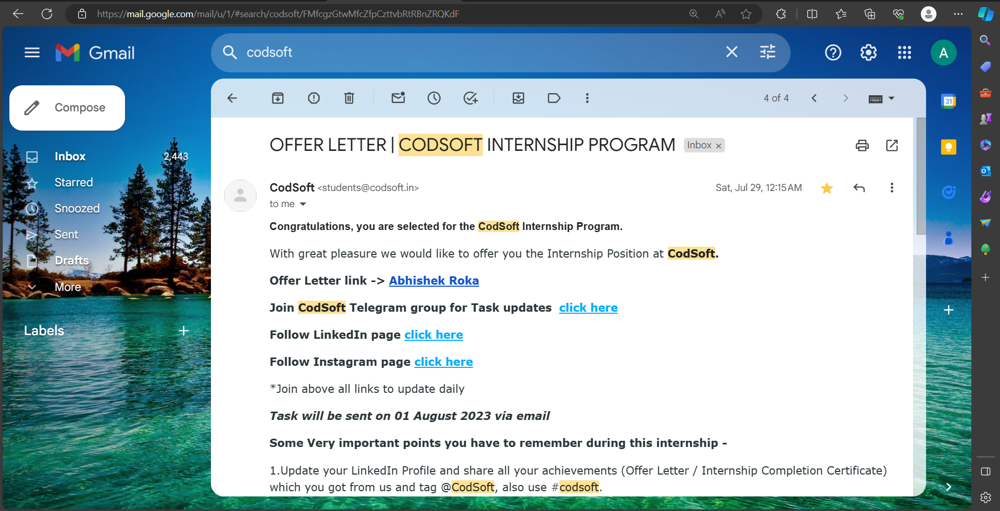 https://mail.google.com/mail/u/1/#search/codsoft/FMfcgzGtwMfcZfpCzttvbRtRBnZRQKdF
Gmail
codsoft
A
Compose
4 of 4
31
OFFER LETTER | CODSOFT INTERNSHIP PROGRAM Inbox ×
Inbox 2,443
Starred
Snoozed
Sent
Drafts 5
More
Labels
CodSoft <students@codsoft.in> Sat, Jul 29, 12:15 AM
to me
Congratulations, you are selected for the CodSoft Internship Program.
With great pleasure we would like to offer you the Internship Position at CodSoft.
Offer Letter link -> Abhishek Roka
Join CodSoft Telegram group for Task updates click here
Follow LinkedIn page click here
Follow Instagram page click here
*Join above all links to update daily
Task will be sent on 01 August 2023 via email
Some Very important points you have to remember during this internship -
1.Update your LinkedIn Profile and share all your achievements (Offer Letter / Internship Completion Certificate)
which you got from us and tag @CodSoft, also use #codsoft.